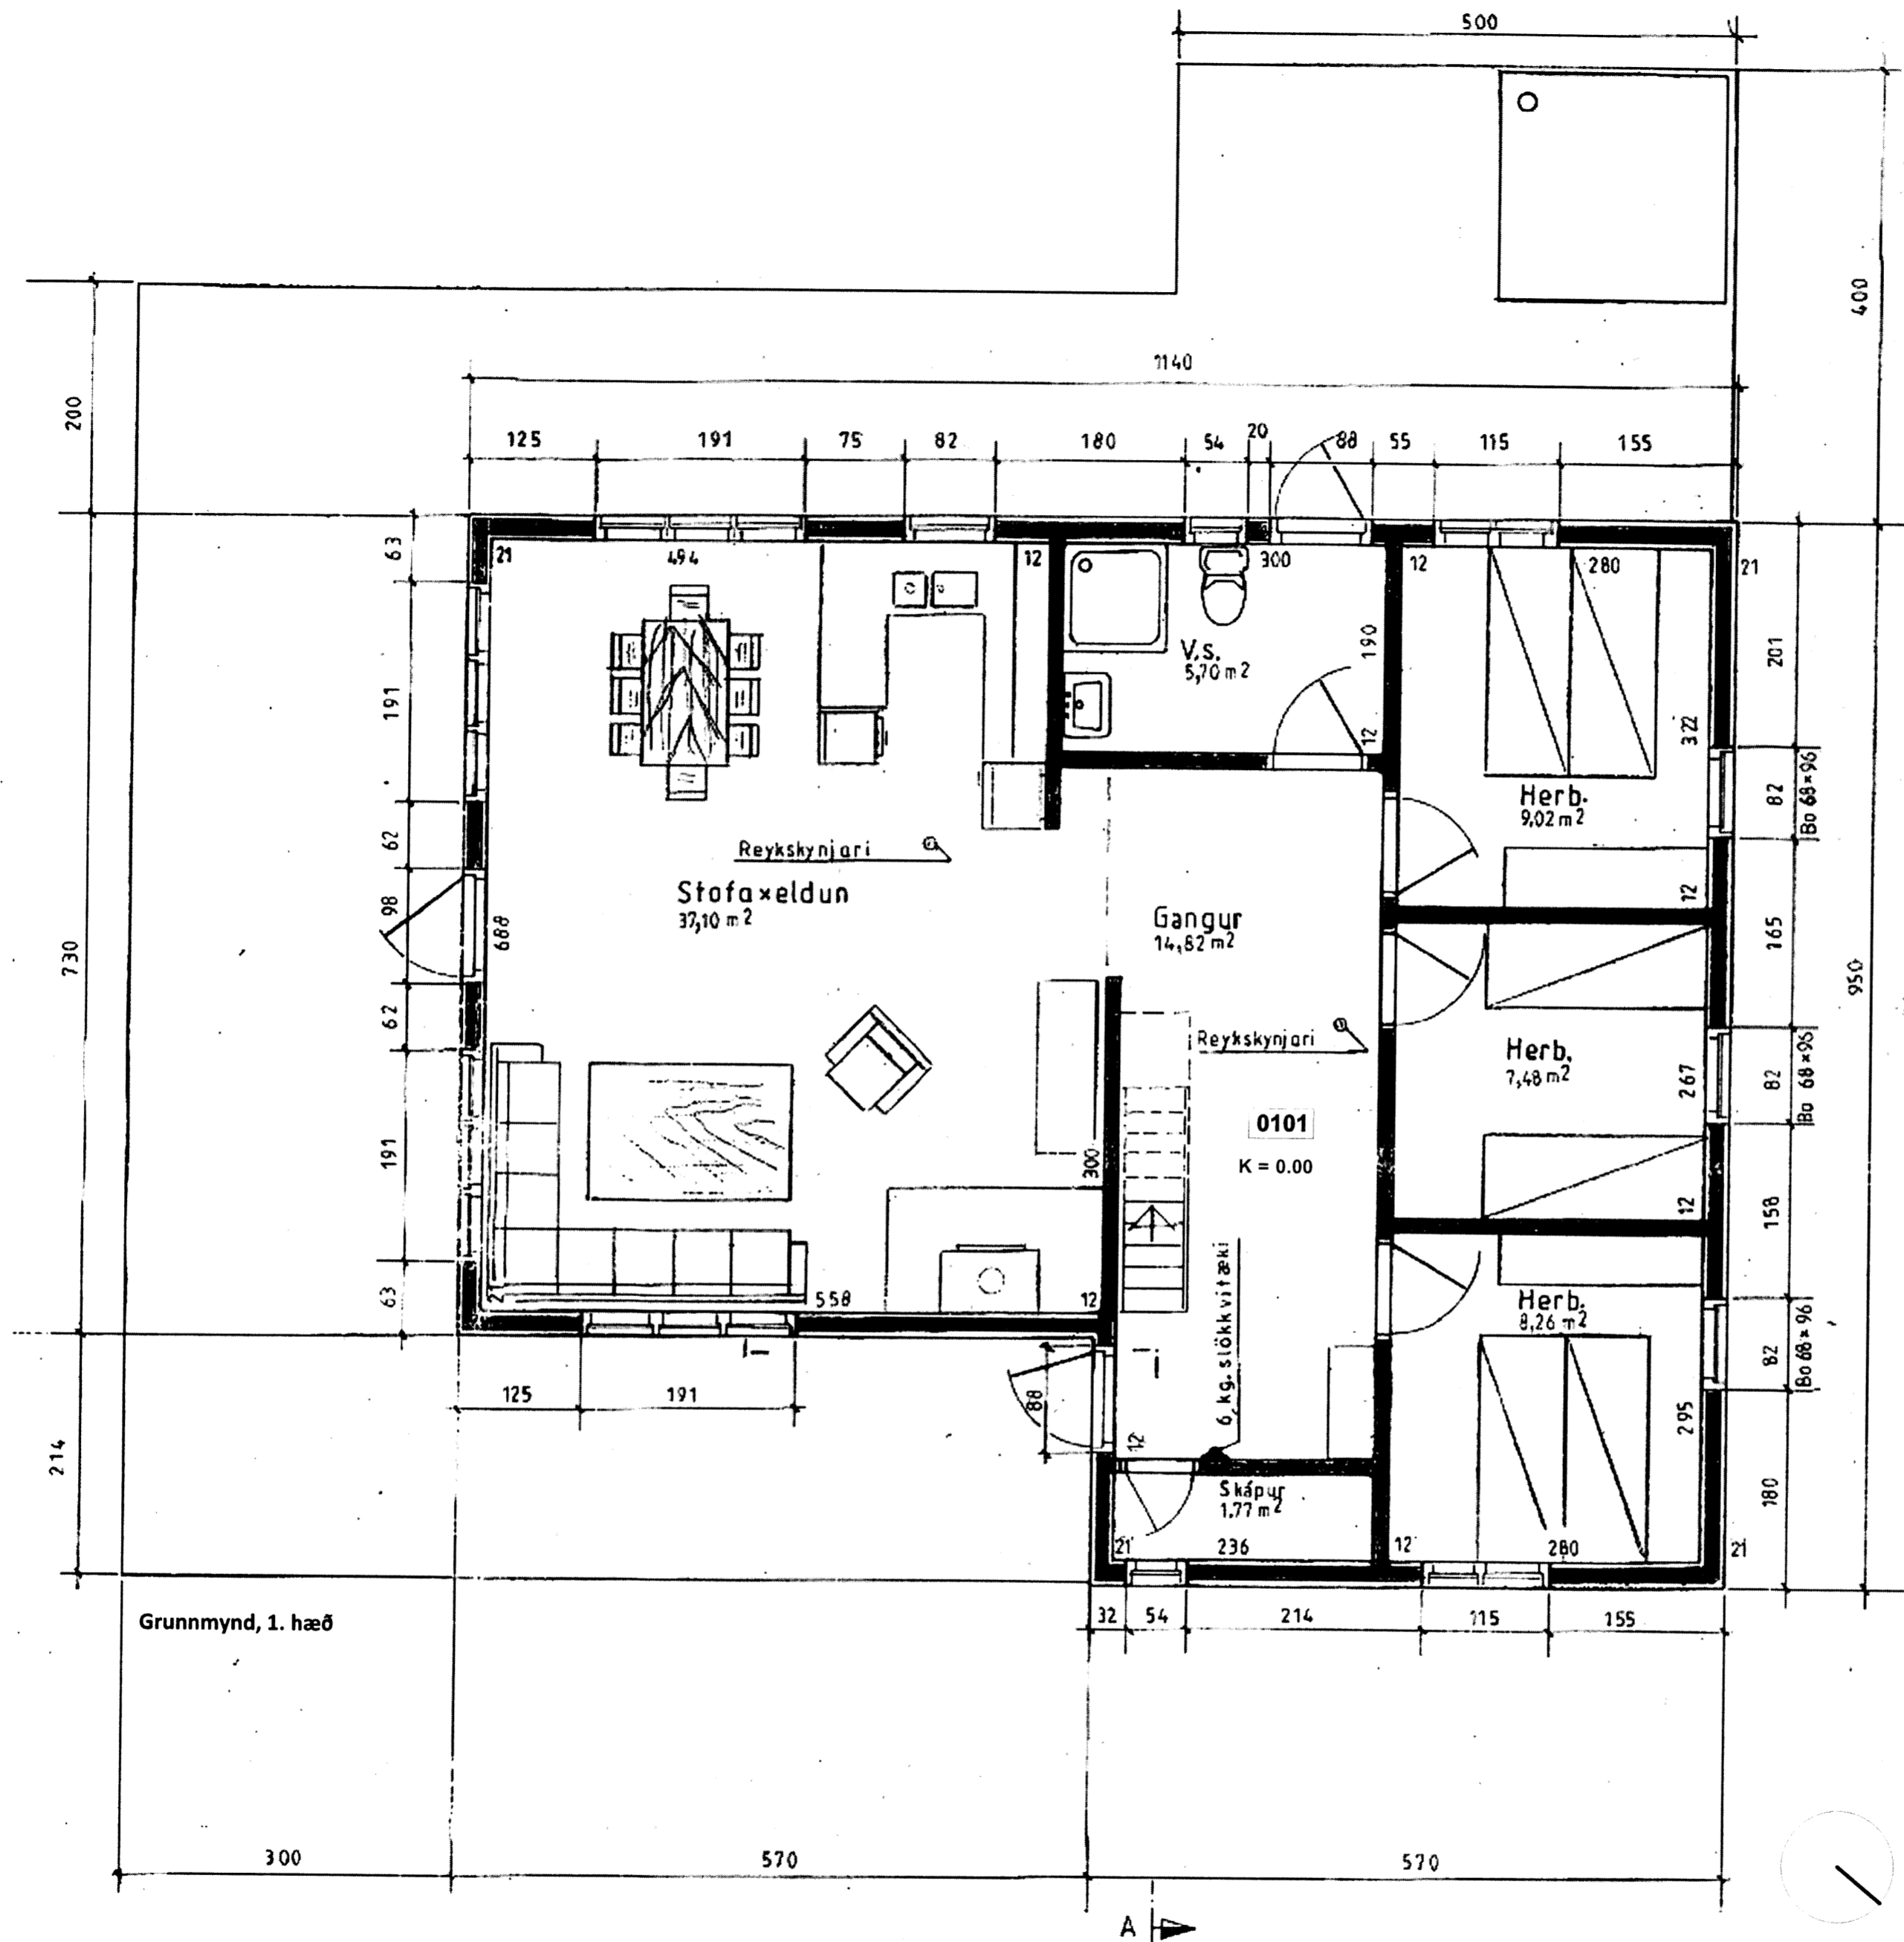 500
400
1140
200
125 191 75 82 180 54 20 88 55 115 155
63
21 494 12 300 12 280 21
191
190
V.s.
5,70 m2
201
322
12
82
Bo 68×96
Herb.
9,02 m2
62
Reykskynjari
Stofa×eldun
37,10 m2
98
688
12
Gangur
14,82 m2
165
730
950
62
Reykskynjari
Herb.
7,48 m2
267
82
Bo 68×96
0101
K = 0.00
191
300
12
158
6 kg. slökkvitæki
63
558
12
Herb.
8,26 m2
82
Bo 68×96
125 191
88
12
295
214
Skápur
1,77 m2
180
21 236 12 280 21
Grunnmynd, 1. hæð
32 54 214 115 155
300 570 570
A